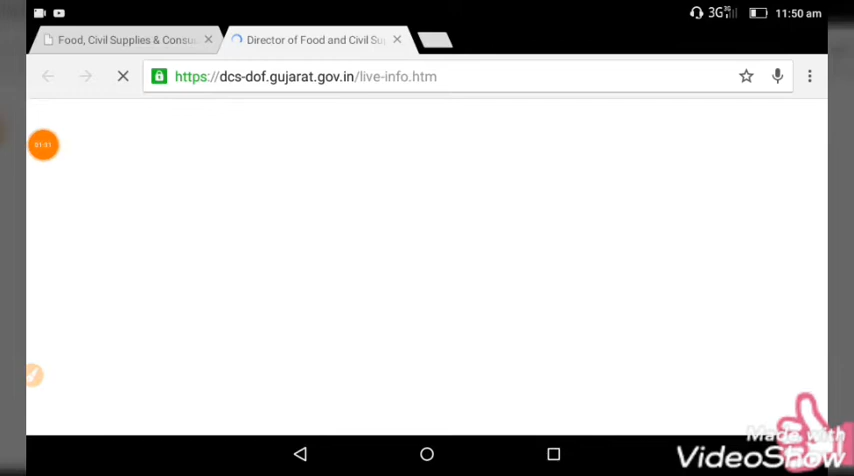 3G 3G 11:50 am
Food, Civil Supplies & Consu
Director of Food and Civil Su
https://dcs-dof.gujarat.gov.in/live-info.htm
Made with
VideoShow